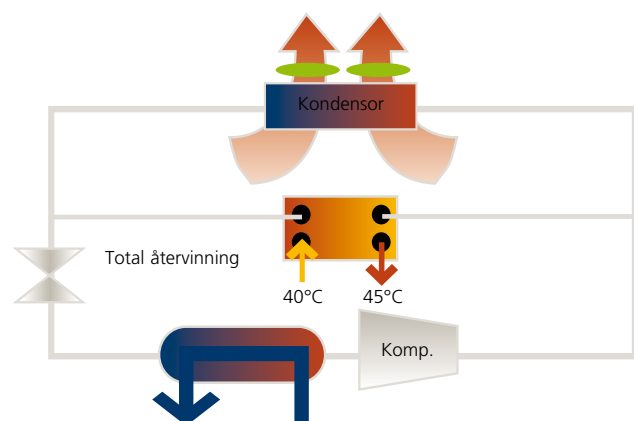 Kondensor
Total återvinning
40°C
45°C
Komp.